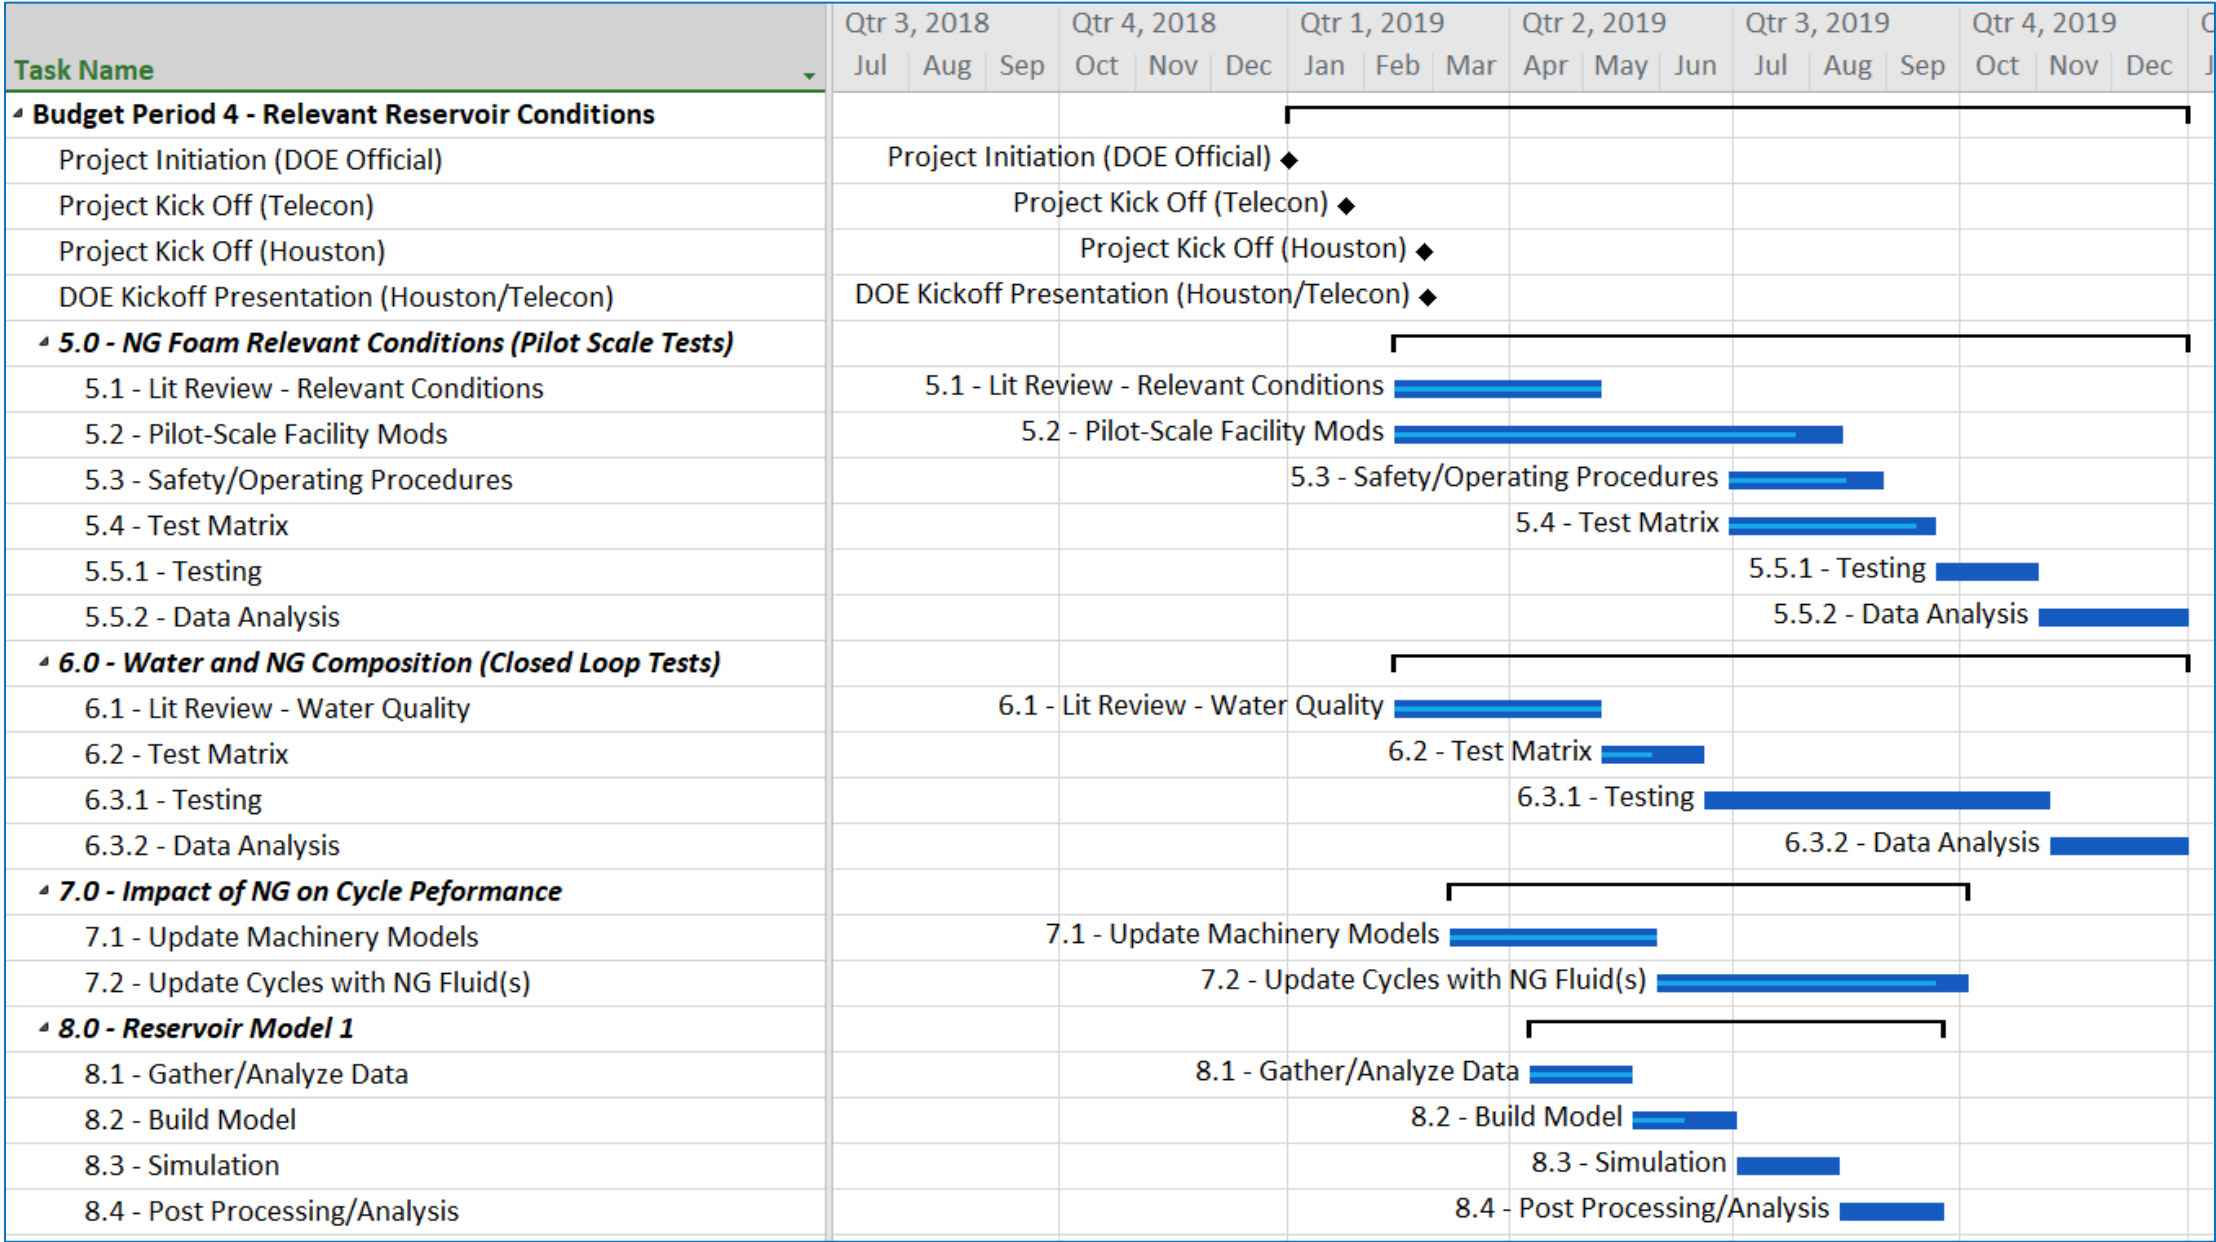 Qtr 3, 2018 Qtr 4, 2018 Qtr 1, 2019 Qtr 2, 2019 Qtr 3, 2019 Qtr 4, 2019
Task Name Jul Aug Sep Oct Nov Dec Jan Feb Mar Apr May Jun Jul Aug Sep Oct Nov Dec
Budget Period 4 - Relevant Reservoir Conditions
Project Initiation (DOE Official) Project Initiation (DOE Official)
Project Kick Off (Telecon) Project Kick Off (Telecon)
Project Kick Off (Houston) Project Kick Off (Houston)
DOE Kickoff Presentation (Houston/Telecon) DOE Kickoff Presentation (Houston/Telecon)
5.0 - NG Foam Relevant Conditions (Pilot Scale Tests)
5.1 - Lit Review - Relevant Conditions 5.1 - Lit Review - Relevant Conditions
5.2 - Pilot-Scale Facility Mods 5.2 - Pilot-Scale Facility Mods
5.3 - Safety/Operating Procedures 5.3 - Safety/Operating Procedures
5.4 - Test Matrix 5.4 - Test Matrix
5.5.1 - Testing 5.5.1 - Testing
5.5.2 - Data Analysis 5.5.2 - Data Analysis
6.0 - Water and NG Composition (Closed Loop Tests)
6.1 - Lit Review - Water Quality 6.1 - Lit Review - Water Quality
6.2 - Test Matrix 6.2 - Test Matrix
6.3.1 - Testing 6.3.1 - Testing
6.3.2 - Data Analysis 6.3.2 - Data Analysis
7.0 - Impact of NG on Cycle Peformance
7.1 - Update Machinery Models 7.1 - Update Machinery Models
7.2 - Update Cycles with NG Fluid(s) 7.2 - Update Cycles with NG Fluid(s)
8.0 - Reservoir Model 1
8.1 - Gather/Analyze Data 8.1 - Gather/Analyze Data
8.2 - Build Model 8.2 - Build Model
8.3 - Simulation 8.3 - Simulation
8.4 - Post Processing/Analysis 8.4 - Post Processing/Analysis